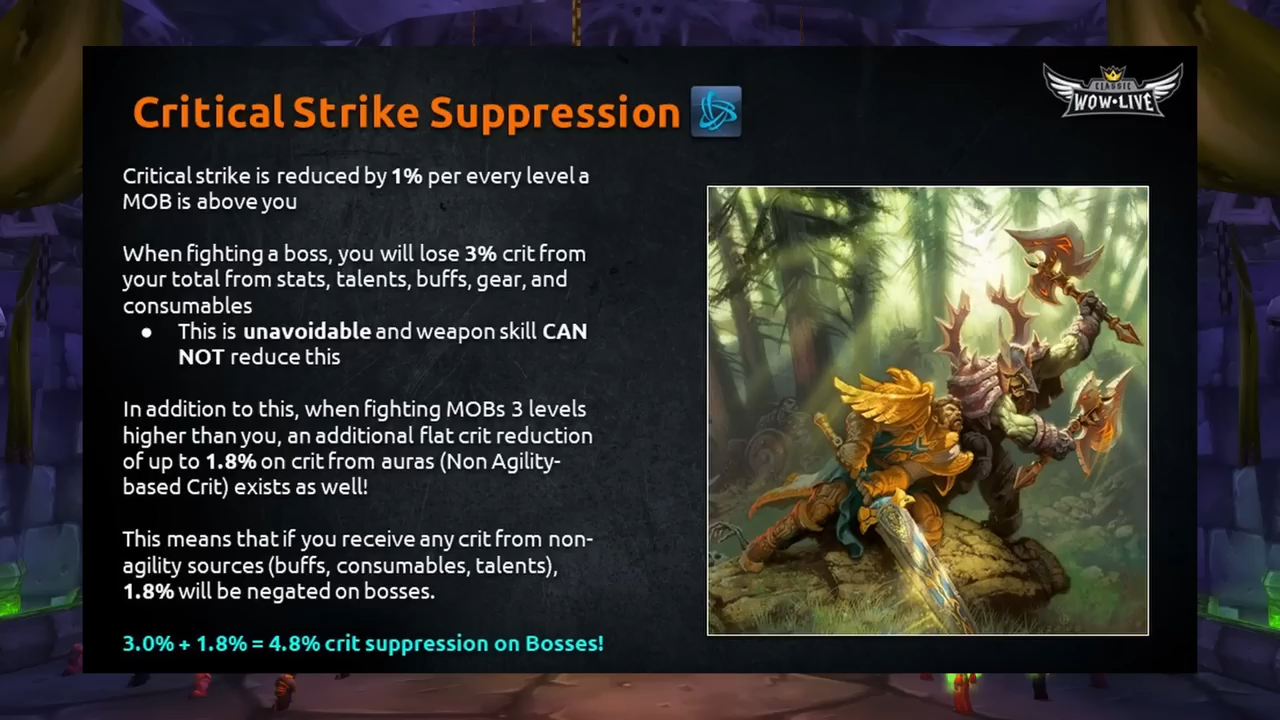 CLASSIC
WOW•LIVE
Critical Strike Suppression
Critical strike is reduced by 1% per every level a
MOB is above you
When fighting a boss, you will lose 3% crit from
your total from stats, talents, buffs, gear, and
consumables
● This is unavoidable and weapon skill CAN
NOT reduce this
In addition to this, when fighting MOBs 3 levels
higher than you, an additional flat crit reduction
of up to 1.8% on crit from auras (Non Agility-
based Crit) exists as well!
This means that if you receive any crit from non-
agility sources (buffs, consumables, talents),
1.8% will be negated on bosses.
3.0% + 1.8% = 4.8% crit suppression on Bosses!